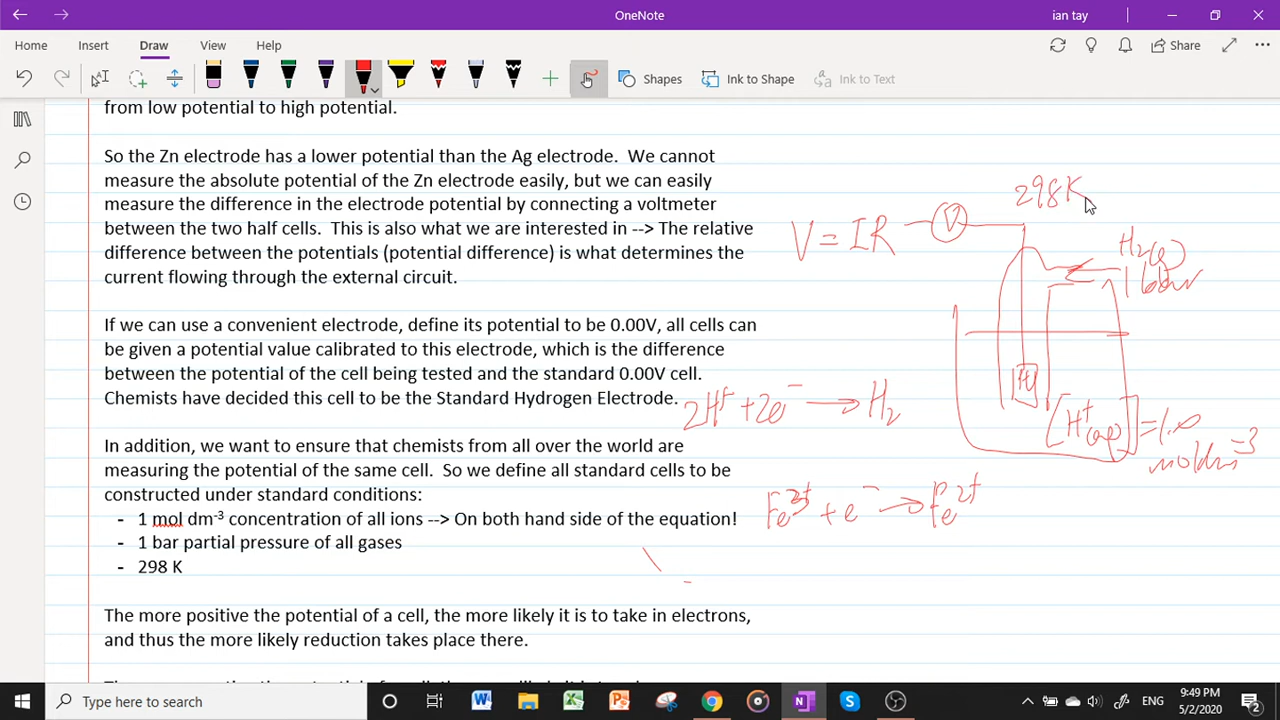 OneNote
ian tay
Home
Insert
Draw
View
Help
Share
Shapes
Ink to Shape
Ink to Text
from low potential to high potential.
So the Zn electrode has a lower potential than the Ag electrode. We cannot
measure the absolute potential of the Zn electrode easily, but we can easily
measure the difference in the electrode potential by connecting a voltmeter
between the two half cells. This is also what we are interested in --> The relative
difference between the potentials (potential difference) is what determines the
current flowing through the external circuit.
If we can use a convenient electrode, define its potential to be 0.00V, all cells can
be given a potential value calibrated to this electrode, which is the difference
between the potential of the cell being tested and the standard 0.00V cell.
Chemists have decided this cell to be the Standard Hydrogen Electrode.
In addition, we want to ensure that chemists from all over the world are
measuring the potential of the same cell. So we define all standard cells to be
constructed under standard conditions:
- 1 mol dm-3 concentration of all ions --> On both hand side of the equation!
- 1 bar partial pressure of all gases
- 298 K
The more positive the potential of a cell, the more likely it is to take in electrons,
and thus the more likely reduction takes place there.
298K
V = IR
V
H2(g)
1 bar
Pt
2H+ + 2e- → H2
[H+(aq)] = 1.0
mol dm-3
Fe3+ + e- → Fe2+
Type here to search
ENG
9:49 PM
5/2/2020
2